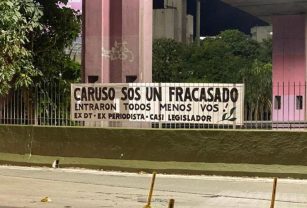 CARUSO SOS UN FRACASADO
ENTRARON TODOS MENOS VOS!
EX DT - EX PERIODISTA - CASI LEGISLADOR